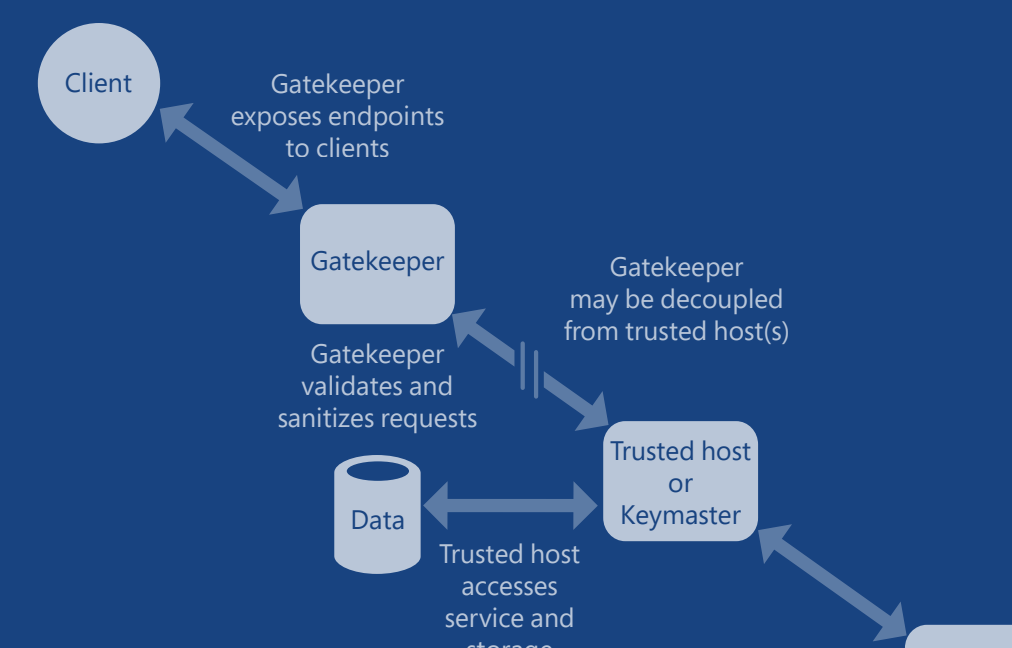 Client
Gatekeeper
exposes endpoints
to clients
Gatekeeper
Gatekeeper
may be decoupled
from trusted host(s)
Gatekeeper
validates and
sanitizes requests
Trusted host
or
Keymaster
Data
Trusted host
accesses
service and
storage